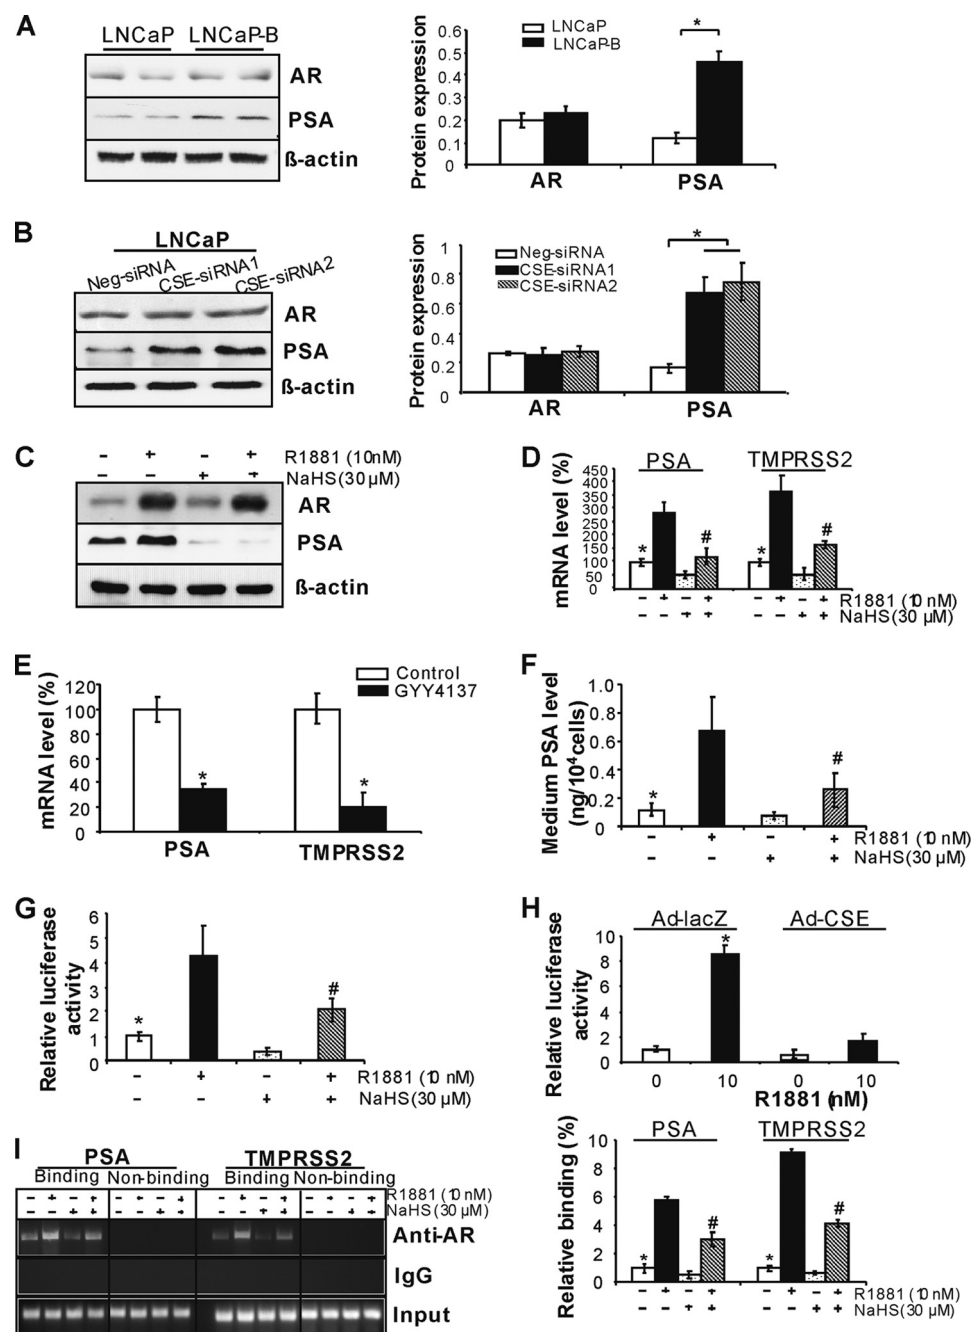 A
LNCaP LNCaP-B
AR
PSA
ß-actin
Protein expression
0.6
0.5
0.4
0.3
0.2
0.1
0
LNCaP
LNCaP-B
*
AR PSA
B
LNCaP
Neg-siRNA CSE-siRNA1 CSE-siRNA2
AR
PSA
ß-actin
Protein expression
1
0.8
0.6
0.4
0.2
0
Neg-siRNA
CSE-siRNA1
CSE-siRNA2
*
AR PSA
C
- + - + R1881 (10nM)
- - + + NaHS(30 µM)
AR
PSA
ß-actin
D
PSA TMPRSS2
mRNA level (%)
450
400
350
300
250
200
150
100
50
0
* # * #
- + - + - + - + R1881 (10 nM)
- - + + - - + + NaHS(30 µM)
E
mRNA level (%)
120
100
80
60
40
20
0
Control
GYY4137
* *
PSA TMPRSS2
F
Medium PSA level
(ng/10⁴cells)
1.0
0.8
0.6
0.4
0.2
0
* #
- + - + R1881 (10 nM)
- - + + NaHS(30 µM)
G
Relative luciferase
activity
6
5
4
3
2
1
0
* #
- + - + R1881 (10 nM)
- - + + NaHS(30 µM)
H
Ad-lacZ Ad-CSE
Relative luciferase
activity
10
8
6
4
2
0
*
0 10 0 10
R1881 (nM)
I
PSA TMPRSS2
Binding Non-binding Binding Non-binding
- + - + - + - + - + - + - + - + R1881 (10nM)
- - + + - - + + - - + + - - + + NaHS(30 µM)
Anti-AR
IgG
Input
PSA TMPRSS2
Relative binding (%)
10
8
6
4
2
0
* # * #
- + - + - + - + R1881 (10 nM)
- - + + - - + + NaHS(30 µM)